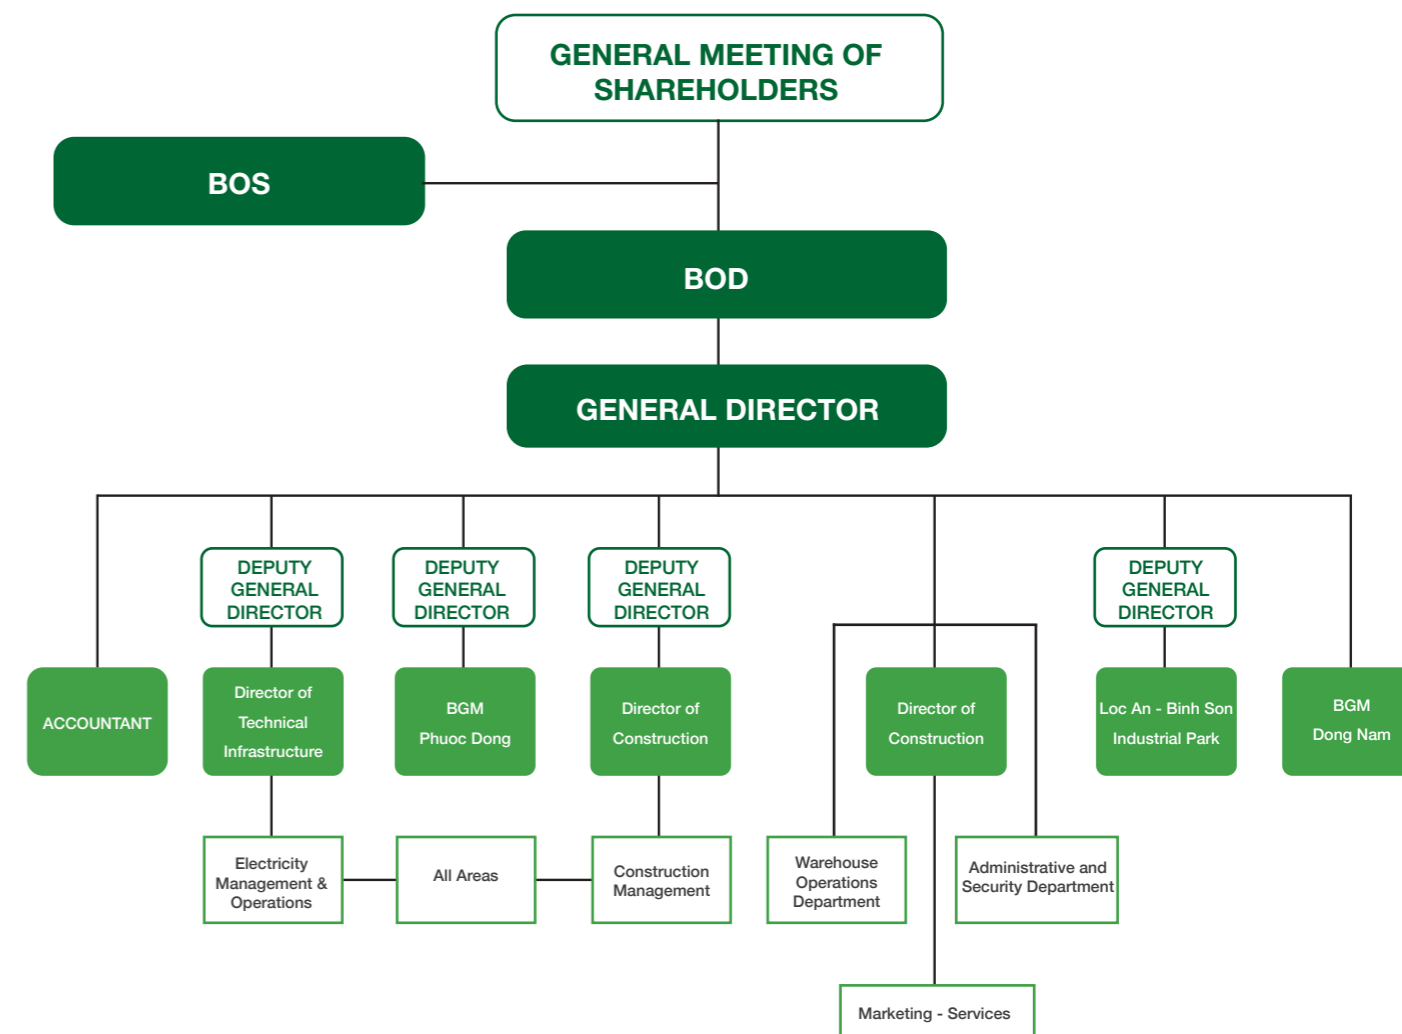 GENERAL MEETING OF
SHAREHOLDERS
BOS
BOD
GENERAL DIRECTOR
DEPUTY
GENERAL
DIRECTOR
DEPUTY
GENERAL
DIRECTOR
DEPUTY
GENERAL
DIRECTOR
DEPUTY
GENERAL
DIRECTOR
ACCOUNTANT
Director of
Technical
Infrastructure
BGM
Phuoc Dong
Director of
Construction
Director of
Construction
Loc An - Binh Son
Industrial Park
BGM
Dong Nam
Electricity
Management &
Operations
All Areas
Construction
Management
Warehouse
Operations
Department
Administrative and
Security Department
Marketing - Services